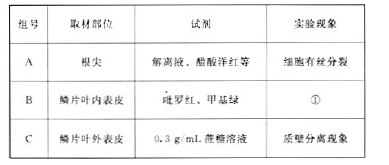 组号 取材部位 试剂 实验现象
A 根尖 解离液、醋酸洋红等 细胞有丝分裂
B 鳞片叶内表皮 吡罗红、甲基绿 ①
C 鳞片叶外表皮 0.3 g/mL 蔗糖溶液 质壁分离现象